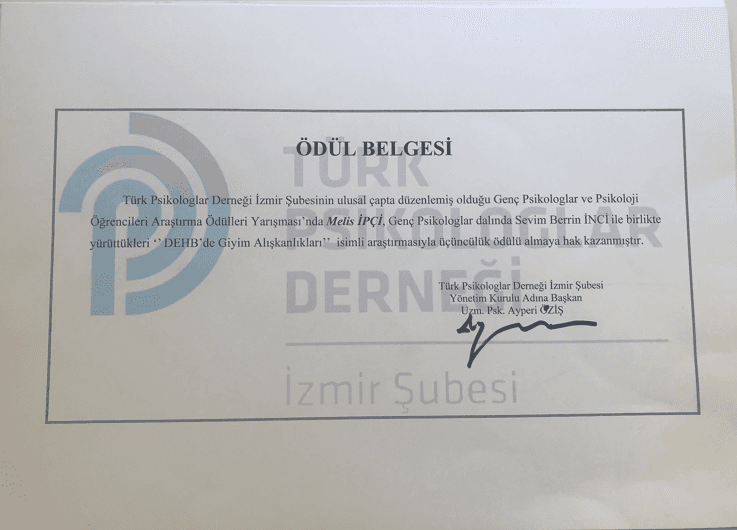 ÖDÜL BELGESİ
Türk Psikologlar Derneği İzmir Şubesinin ulusal çapta düzenlemiş olduğu Genç Psikologlar ve Psikoloji
Öğrencileri Araştırma Ödülleri Yarışması’nda Melis İPÇİ, Genç Psikologlar dalında Sevim Berrin İNCİ ile birlikte
yürüttükleri ‘’ DEHB’de Giyim Alışkanlıkları’’ isimli araştırmasıyla üçüncülük ödülü almaya hak kazanmıştır.
Türk Psikologlar Derneği İzmir Şubesi
Yönetim Kurulu Adına Başkan
Uzm. Psk. Ayperi ÖZİŞ
TÜRK
PSİKOLOGLAR
DERNEĞİ
İzmir Şubesi